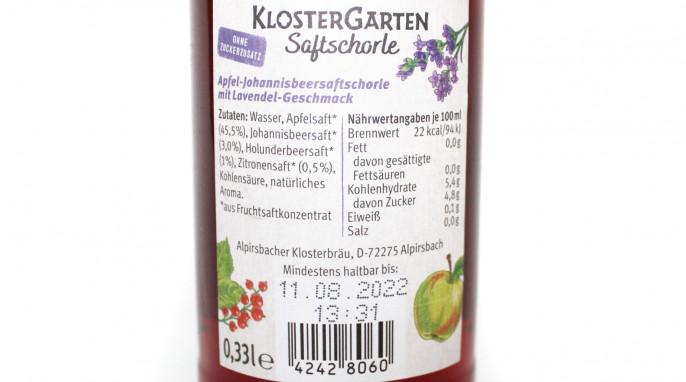 KLOSTERGARTEN
Saftschorle
OHNE
ZUCKERZUSATZ
Apfel-Johannisbeersaftschorle
mit Lavendel-Geschmack
Zutaten: Wasser, Apfelsaft*
(45,5%), Johannisbeersaft*
(3,0%), Holunderbeersaft*
(1%), Zitronensaft* (0,5%),
Kohlensäure, natürliches
Aroma.
*aus Fruchtsaftkonzentrat
Nährwertangaben je 100 ml
Brennwert 22 kcal/94 kJ
Fett 0,0g
davon gesättigte
Fettsäuren 0,0g
Kohlenhydrate 5,4g
davon Zucker 4,8g
Eiweiß 0,1g
Salz 0,0g
Alpirsbacher Klosterbräu, D-72275 Alpirsbach
Mindestens haltbar bis:
11.08.2022
13:31
0,33l e
4242 8060